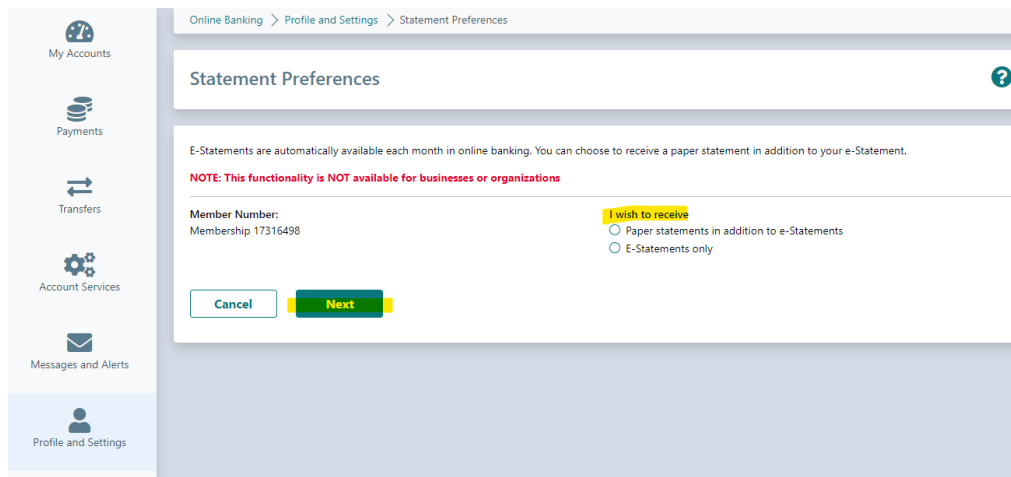 Online Banking > Profile and Settings > Statement Preferences
My Accounts
Payments
Transfers
Account Services
Messages and Alerts
Profile and Settings
Statement Preferences
?
E-Statements are automatically available each month in online banking. You can choose to receive a paper statement in addition to your e-Statement.
NOTE: This functionality is NOT available for businesses or organizations
Member Number:
Membership 17316498
I wish to receive
Paper statements in addition to e-Statements
E-Statements only
Cancel
Next